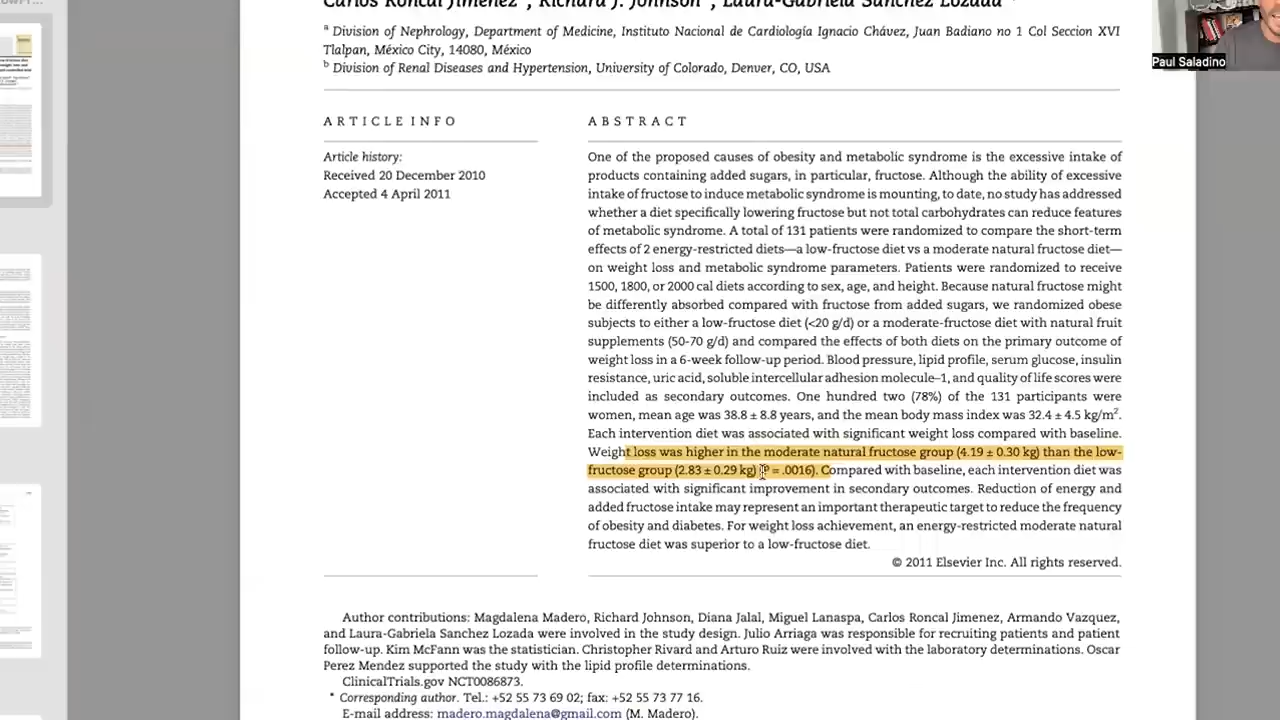 Carlos Roncal Jimenez , Richard J. Johnson , Laura-Gabriela Sanchez Lozada
a Division of Nephrology, Department of Medicine, Instituto Nacional de Cardiología Ignacio Chávez, Juan Badiano no 1 Col Seccion XVI
Tlalpan, México City, 14080, México
b Division of Renal Diseases and Hypertension, University of Colorado, Denver, CO, USA
Paul Saladino
ARTICLE INFO
Article history:
Received 20 December 2010
Accepted 4 April 2011
ABSTRACT
One of the proposed causes of obesity and metabolic syndrome is the excessive intake of
products containing added sugars, in particular, fructose. Although the ability of excessive
intake of fructose to induce metabolic syndrome is mounting, to date, no study has addressed
whether a diet specifically lowering fructose but not total carbohydrates can reduce features
of metabolic syndrome. A total of 131 patients were randomized to compare the short-term
effects of 2 energy-restricted diets—a low-fructose diet vs a moderate natural fructose diet—
on weight loss and metabolic syndrome parameters. Patients were randomized to receive
1500, 1800, or 2000 cal diets according to sex, age, and height. Because natural fructose might
be differently absorbed compared with fructose from added sugars, we randomized obese
subjects to either a low-fructose diet (<20 g/d) or a moderate-fructose diet with natural fruit
supplements (50-70 g/d) and compared the effects of both diets on the primary outcome of
weight loss in a 6-week follow-up period. Blood pressure, lipid profile, serum glucose, insulin
resistance, uric acid, soluble intercellular adhesion molecule–1, and quality of life scores were
included as secondary outcomes. One hundred two (78%) of the 131 participants were
women, mean age was 38.8 ± 8.8 years, and the mean body mass index was 32.4 ± 4.5 kg/m2.
Each intervention diet was associated with significant weight loss compared with baseline.
Weight loss was higher in the moderate natural fructose group (4.19 ± 0.30 kg) than the low-
fructose group (2.83 ± 0.29 kg) (P = .0016). Compared with baseline, each intervention diet was
associated with significant improvement in secondary outcomes. Reduction of energy and
added fructose intake may represent an important therapeutic target to reduce the frequency
of obesity and diabetes. For weight loss achievement, an energy-restricted moderate natural
fructose diet was superior to a low-fructose diet.
© 2011 Elsevier Inc. All rights reserved.
Author contributions: Magdalena Madero, Richard Johnson, Diana Jalal, Miguel Lanaspa, Carlos Roncal Jimenez, Armando Vazquez,
and Laura-Gabriela Sanchez Lozada were involved in the study design. Julio Arriaga was responsible for recruiting patients and patient
follow-up. Kim McFann was the statistician. Christopher Rivard and Arturo Ruiz were involved with the laboratory determinations. Oscar
Perez Mendez supported the study with the lipid profile determinations.
ClinicalTrials.gov NCT0086873.
* Corresponding author. Tel.: +52 55 73 69 02; fax: +52 55 73 77 16.
E-mail address: madero.magdalena@gmail.com (M. Madero).